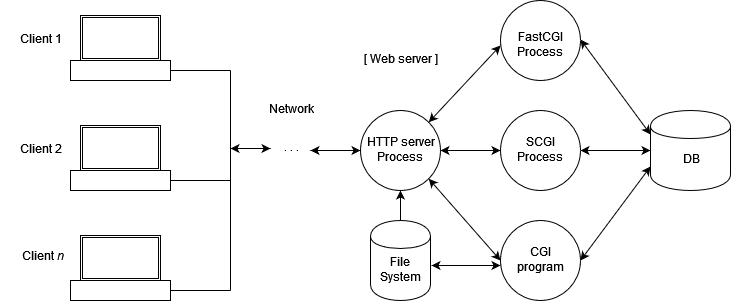 Client 1
Client 2
Client n
Network
. . .
[ Web server ]
HTTP server
Process
File
System
FastCGI
Process
SCGI
Process
CGI
program
DB